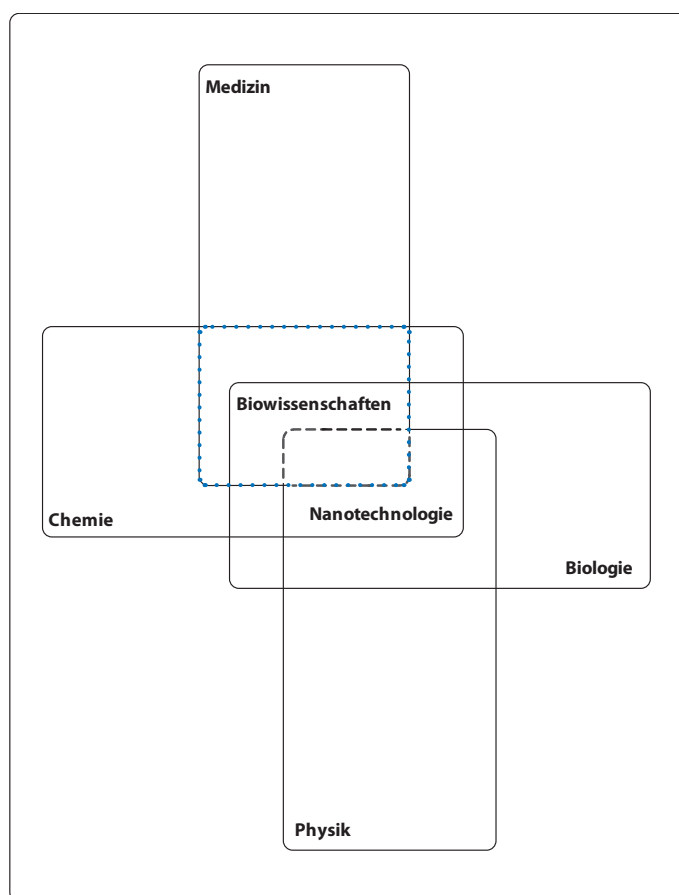 Medizin
Biowissenschaften
Nanotechnologie
Chemie
Biologie
Physik